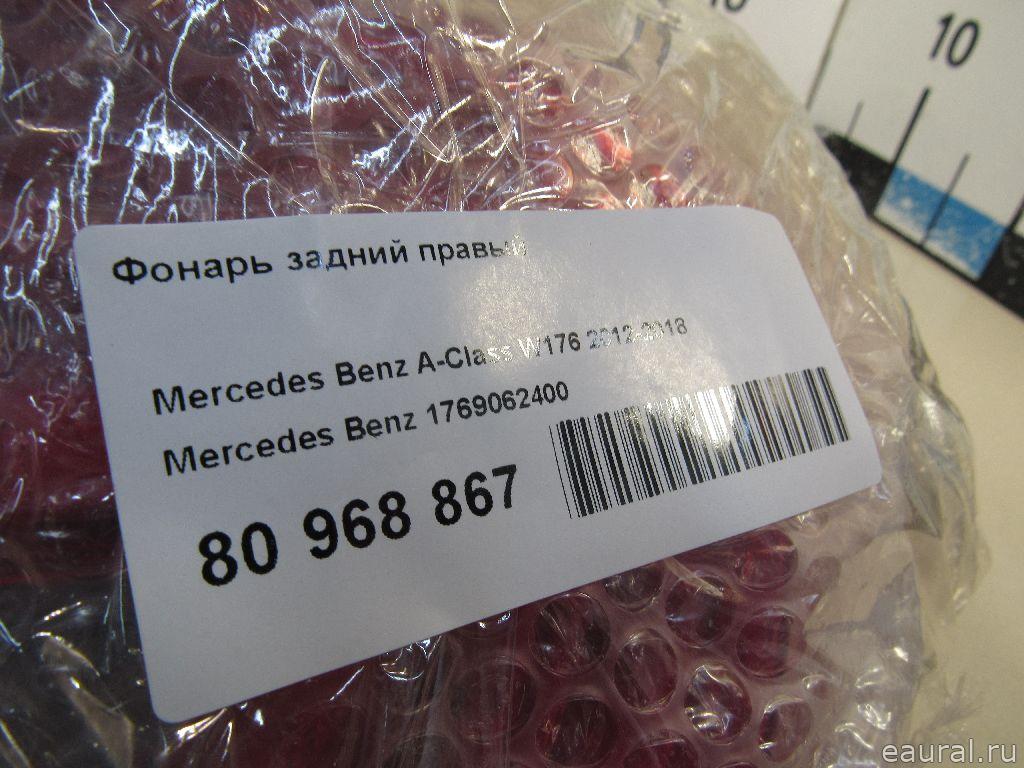 10
Фонарь задний правый
Mercedes Benz A-Class W176 2012-2018
Mercedes Benz 1769062400
80 968 867
eaural.ru